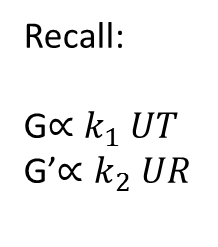 Recall:
G∝ k₁ UT
G’∝ k₂ UR